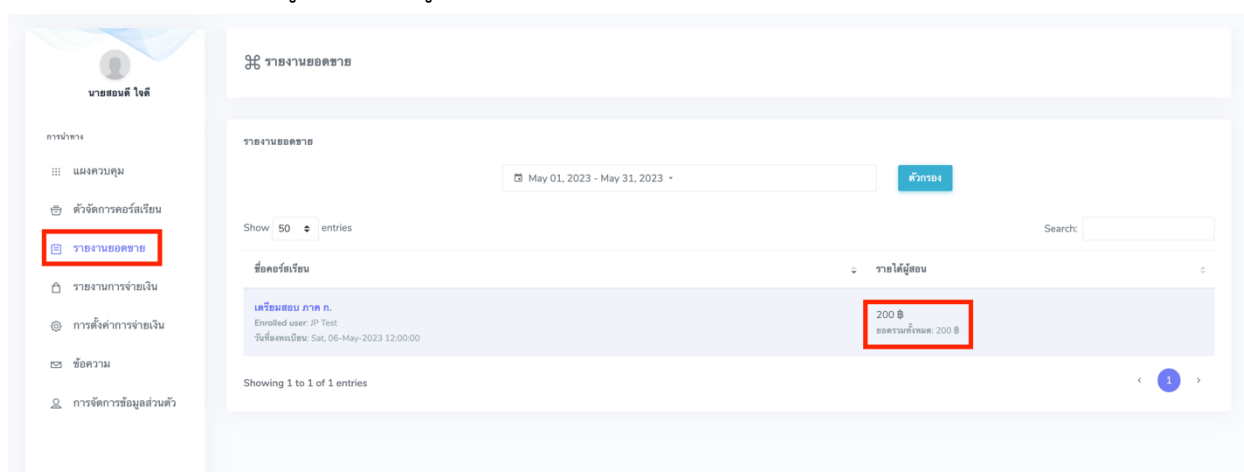 นายสอนดี ใจดี
การนำทาง
แผงควบคุม
ตัวจัดการคอร์สเรียน
รายงานยอดขาย
รายงานการจ่ายเงิน
การตั้งค่าการจ่ายเงิน
ข้อความ
การจัดการข้อมูลส่วนตัว
รายงานยอดขาย
รายงานยอดขาย
May 01, 2023 - May 31, 2023
ตัวกรอง
Show 50 entries
Search:
ชื่อคอร์สเรียน
รายได้ผู้สอน
เตรียมสอบ ภาค ก.
Enrolled user: JP Test
วันที่ลงทะเบียน: Sat, 06-May-2023 12:00:00
200 ฿
ยอดรวมทั้งหมด: 200 ฿
Showing 1 to 1 of 1 entries
‹ 1 ›